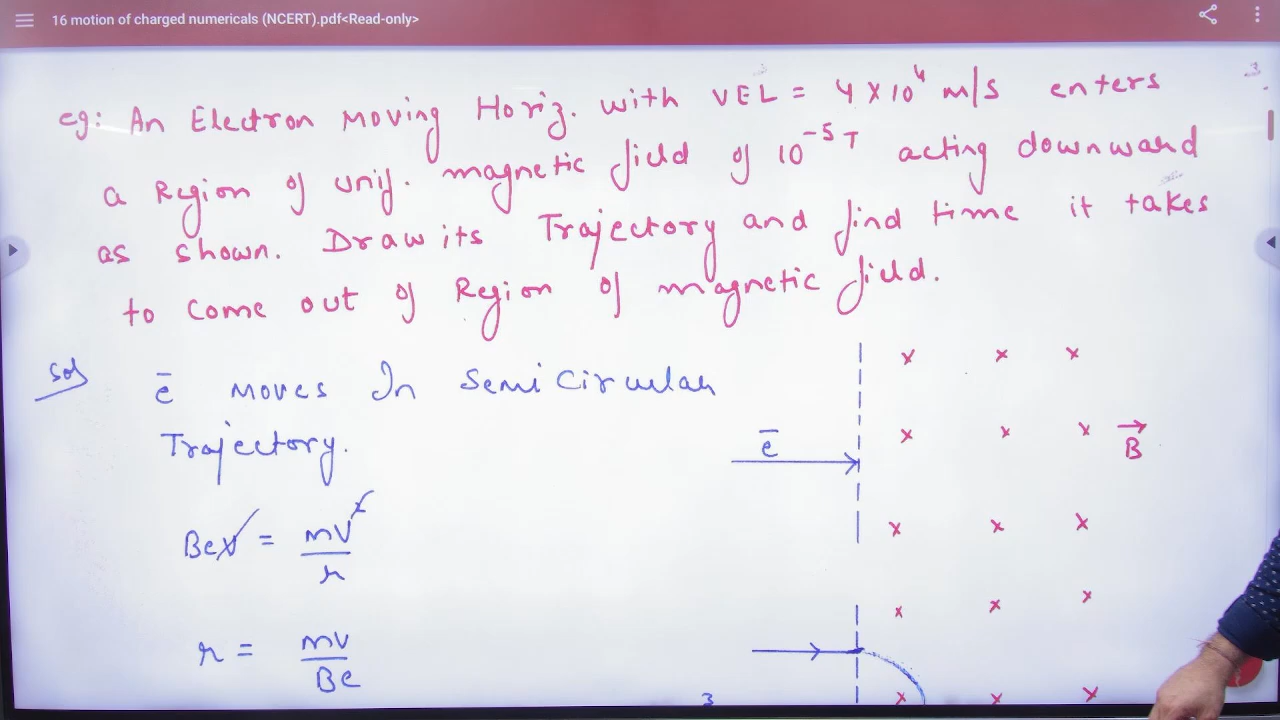 16 motion of charged numericals (NCERT).pdf<Read-only>
eg: An Electron moving Horiz. with VEL = 4 × 10⁴ m/s enters
a Region of unif. magnetic field of 10⁻⁵ T acting downward
as shown. Draw its Trajectory and find time it takes
to come out of Region of magnetic field.
Sol
ē moves In Semi Circular
Trajectory.
Bev = mv²/r
r = mv/Be
x x x
ē
x x x B⃗
x x x
x x x
x x x
3